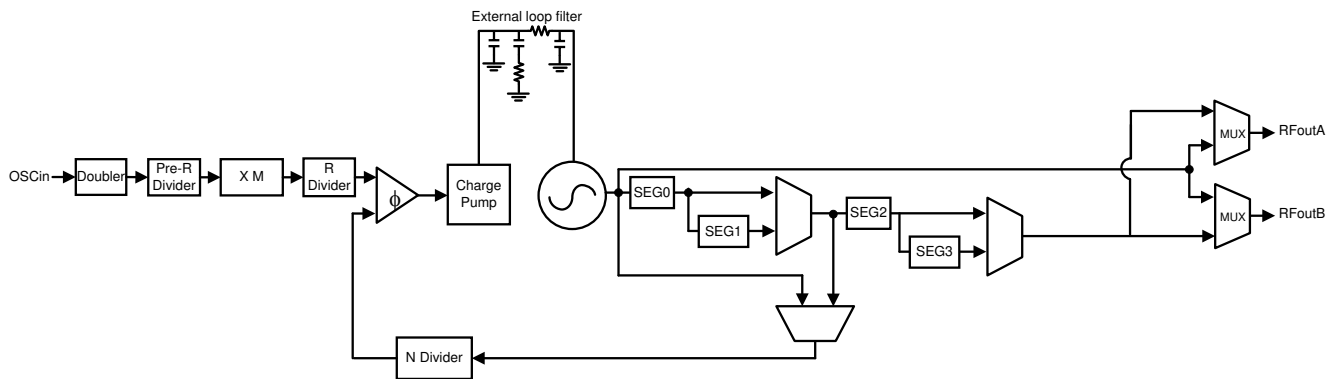 External loop filter
OSCin
Doubler
Pre-R
Divider
X M
R
Divider
ϕ
Charge
Pump
SEG0
SEG1
SEG2
SEG3
MUX
RFoutA
MUX
RFoutB
N Divider